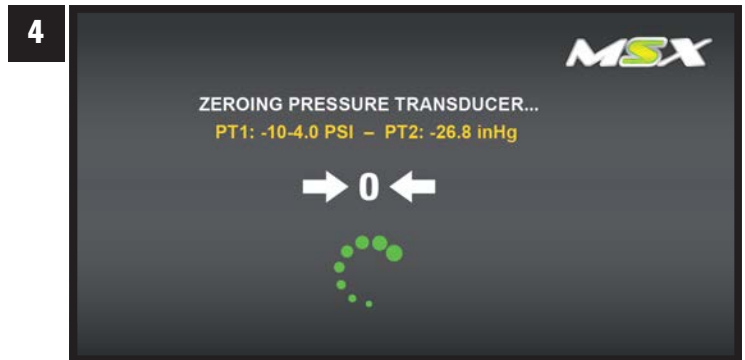 4
MSX
ZEROING PRESSURE TRANSDUCER...
PT1: -10-4.0 PSI – PT2: -26.8 inHg
0